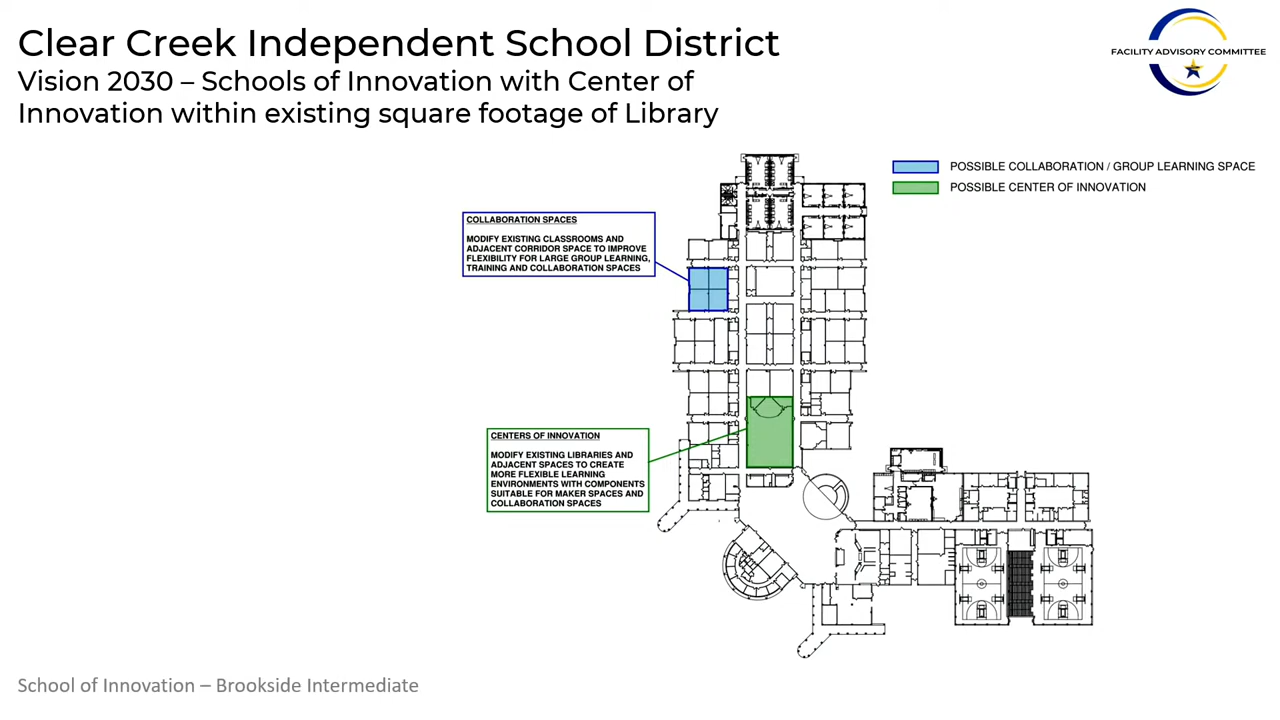 Clear Creek Independent School District
Vision 2030 – Schools of Innovation with Center of
Innovation within existing square footage of Library
FACILITY ADVISORY COMMITTEE
POSSIBLE COLLABORATION / GROUP LEARNING SPACE
POSSIBLE CENTER OF INNOVATION
COLLABORATION SPACES
MODIFY EXISTING CLASSROOMS AND
ADJACENT CORRIDOR SPACE TO IMPROVE
FLEXIBILITY FOR LARGE GROUP LEARNING,
TRAINING AND COLLABORATION SPACES
CENTERS OF INNOVATION
MODIFY EXISTING LIBRARIES AND
ADJACENT SPACES TO CREATE
MORE FLEXIBLE LEARNING
ENVIRONMENTS WITH COMPONENTS
SUITABLE FOR MAKER SPACES AND
COLLABORATION SPACES
School of Innovation – Brookside Intermediate